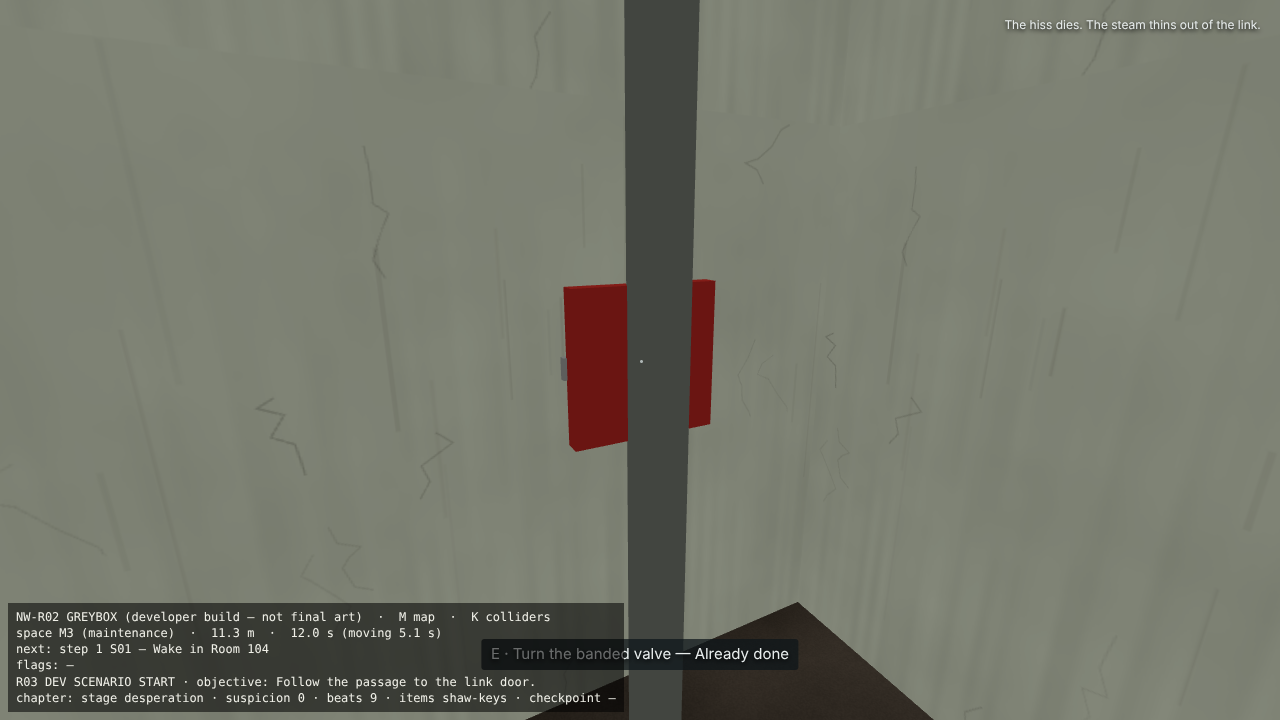 The hiss dies. The steam thins out of the link.
NW-R02 GREYBOX (developer build — not final art)  ·  M map  ·  K colliders
space M3 (maintenance)  ·  11.3 m  ·  12.0 s (moving 5.1 s)
next: step 1 S01 — Wake in Room 104
E · Turn the banded valve — Already done
flags: —
R03 DEV SCENARIO START · objective: Follow the passage to the link door.
chapter: stage desperation · suspicion 0 · beats 9 · items shaw-keys · checkpoint —